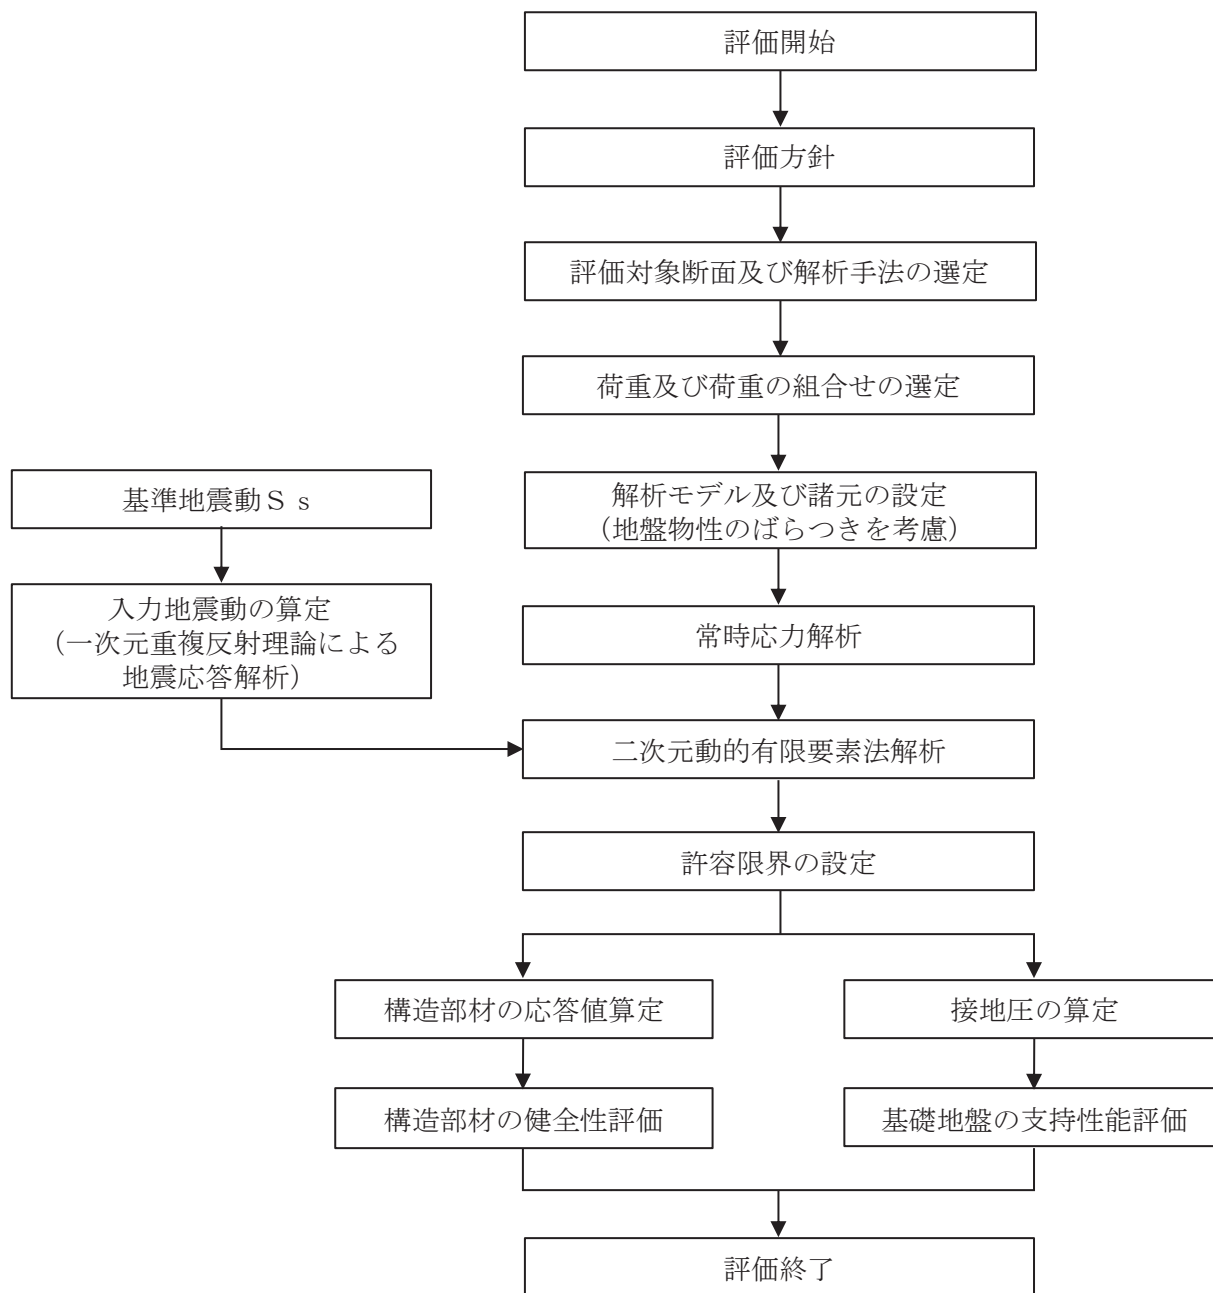 評価開始
評価方針
評価対象断面及び解析手法の選定
荷重及び荷重の組合せの選定
基準地震動Ｓｓ
解析モデル及び諸元の設定
（地盤物性のばらつきを考慮）
入力地震動の算定
（一次元重複反射理論による
地震応答解析）
常時応力解析
二次元動的有限要素法解析
許容限界の設定
構造部材の応答値算定
接地圧の算定
構造部材の健全性評価
基礎地盤の支持性能評価
評価終了